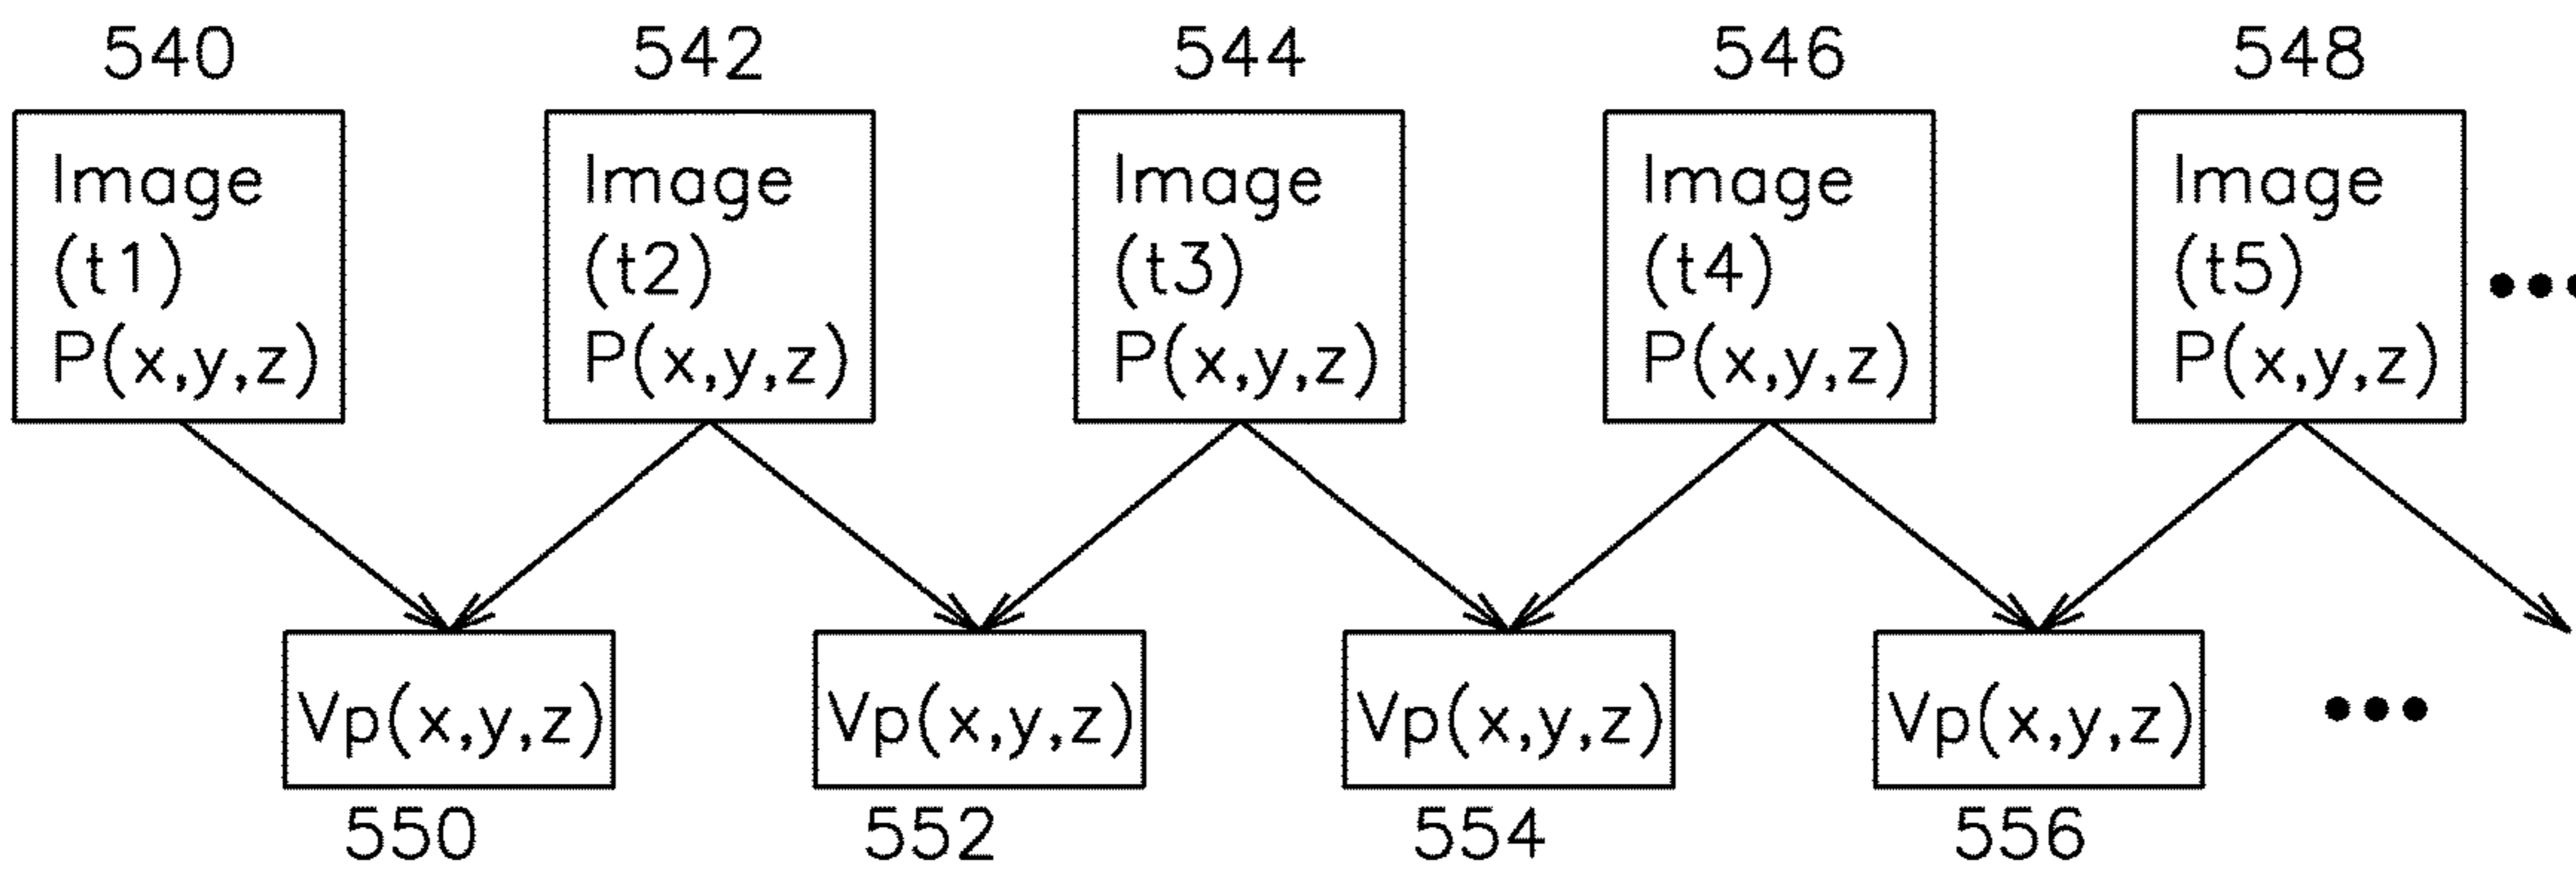 540 542 544 546 548
Image
(t1)
P(x,y,z)
Image
(t2)
P(x,y,z)
Image
(t3)
P(x,y,z)
Image
(t4)
P(x,y,z)
Image
(t5)
P(x,y,z)
•••
Vp(x,y,z) Vp(x,y,z) Vp(x,y,z) Vp(x,y,z) •••
550 552 554 556